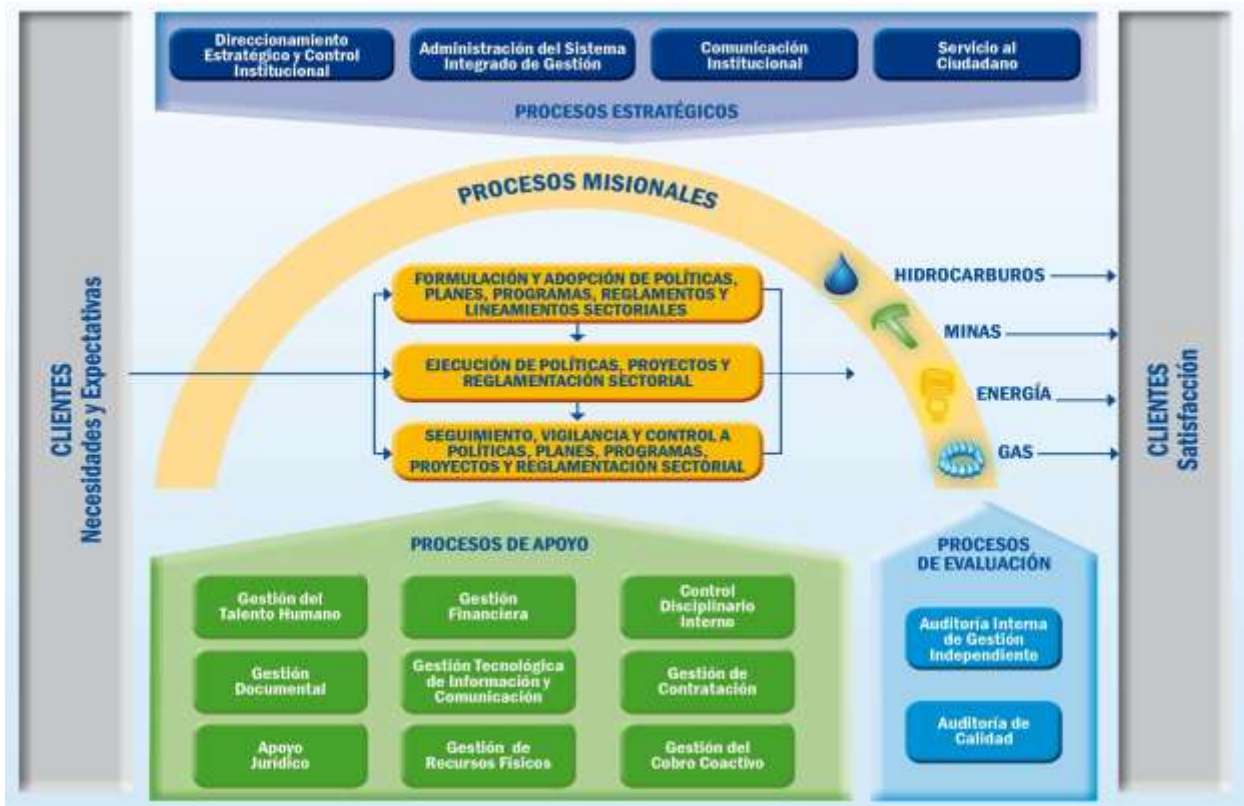 Direccionamiento
Estratégico y Control
Institucional
Administración del Sistema
Integrado de Gestión
Comunicación
Institucional
Servicio al
Ciudadano
PROCESOS ESTRATÉGICOS
PROCESOS MISIONALES
CLIENTES
Necesidades y Expectativas
FORMULACIÓN Y ADOPCIÓN DE POLÍTICAS,
PLANES, PROGRAMAS, REGLAMENTOS Y
LINEAMIENTOS SECTORIALES
EJECUCIÓN DE POLÍTICAS, PROYECTOS Y
REGLAMENTACIÓN SECTORIAL
SEGUIMIENTO, VIGILANCIA Y CONTROL A
POLÍTICAS, PLANES, PROGRAMAS,
PROYECTOS Y REGLAMENTACIÓN SECTORIAL
HIDROCARBUROS
MINAS
ENERGÍA
GAS
CLIENTES
Satisfacción
PROCESOS DE APOYO
Gestión del
Talento Humano
Gestión
Financiera
Control
Disciplinario
Interno
Gestión
Documental
Gestión Tecnológica
de Información y
Comunicación
Gestión de
Contratación
Apoyo
Jurídico
Gestión de
Recursos Físicos
Gestión del
Cobro Coactivo
PROCESOS
DE EVALUACIÓN
Auditoría Interna
de Gestión
Independiente
Auditoría de
Calidad